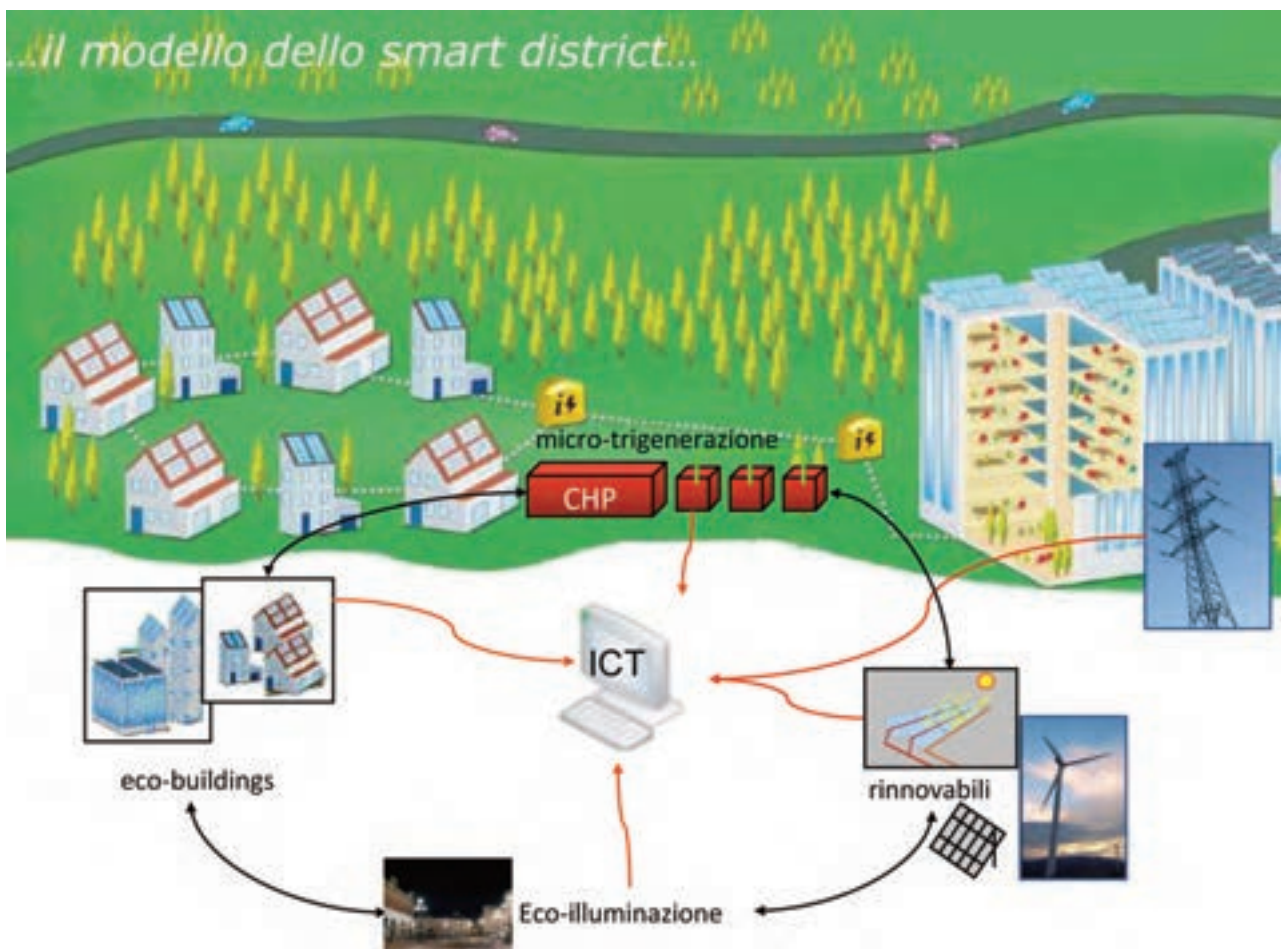 ...il modello dello smart district...
i
micro-trigenerazione
i
CHP
ICT
eco-buildings
rinnovabili
Eco-illuminazione